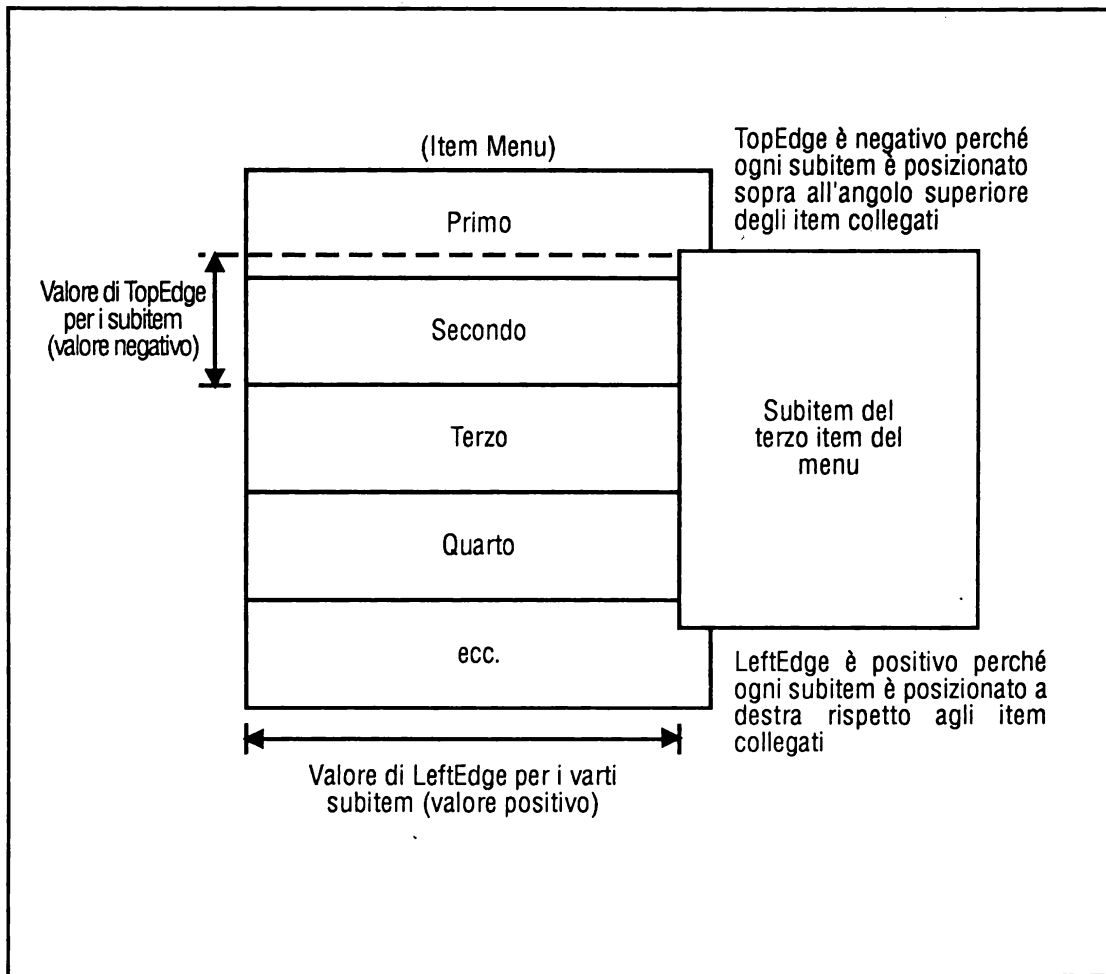 (Item Menu)
TopEdge è negativo perché
ogni subitem è posizionato
sopra all'angolo superiore
degli item collegati
Primo
Valore di TopEdge
per i subitem
(valore negativo)
Secondo
Terzo
Subitem del
terzo item del
menu
Quarto
ecc.
LeftEdge è positivo perché
ogni subitem è posizionato a
destra rispetto agli item
collegati
Valore di LeftEdge per i varti
subitem (valore positivo)